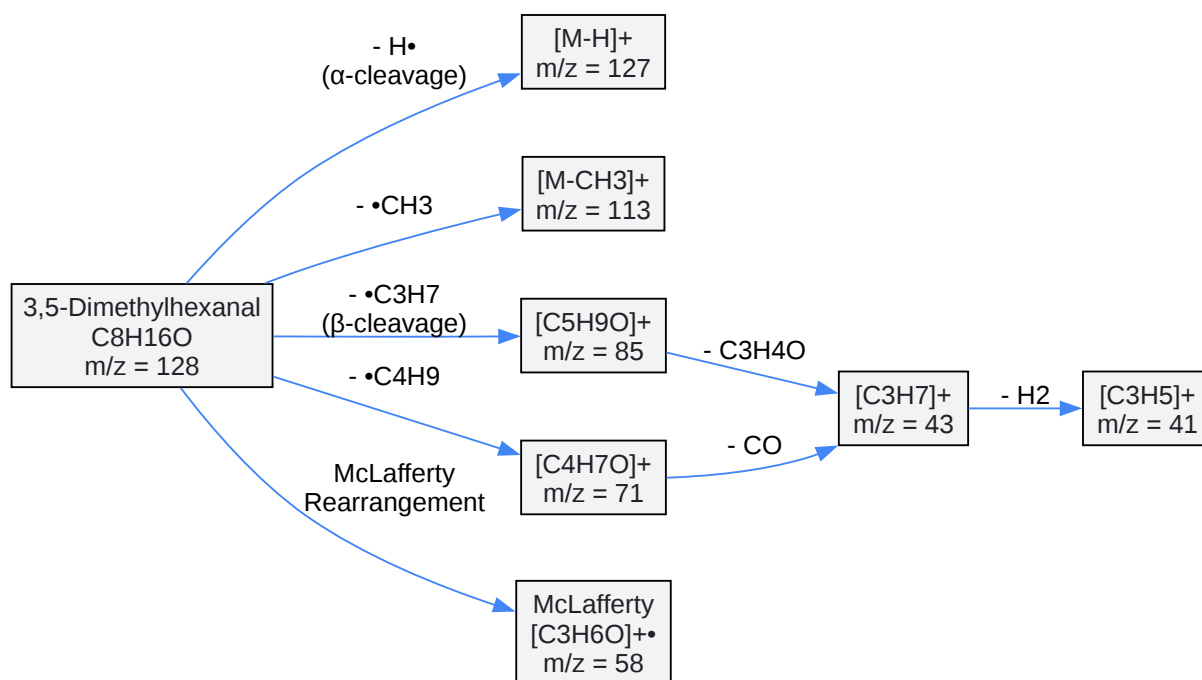 - H•
(α-cleavage)
[M-H]+
m/z = 127
- •CH3
[M-CH3]+
m/z = 113
3,5-Dimethylhexanal
C8H16O
m/z = 128
- •C3H7
(β-cleavage)
[C5H9O]+
m/z = 85
- C3H4O
- •C4H9
[C4H7O]+
m/z = 71
- CO
[C3H7]+
m/z = 43
- H2
[C3H5]+
m/z = 41
McLafferty
Rearrangement
McLafferty
[C3H6O]+•
m/z = 58